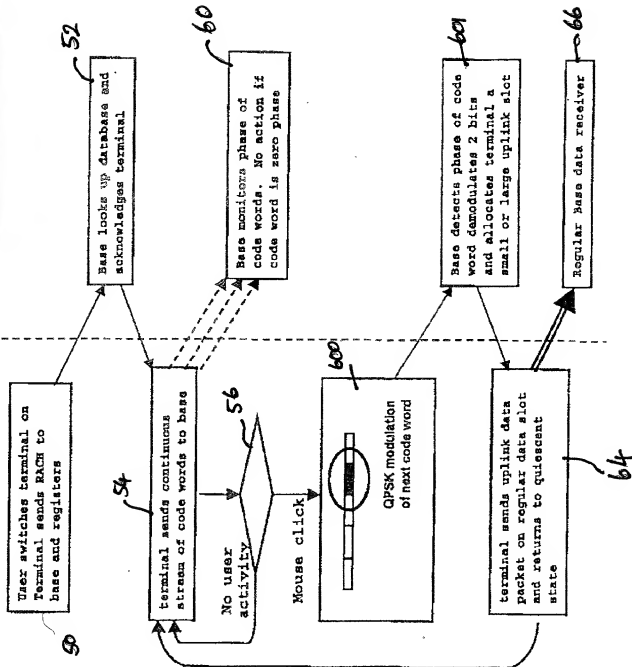 50
User switches terminal on
Terminal sends RACH to
base and registers
52
Base looks up database and
acknowledges terminal
54
terminal sends continuous
stream of code words to base
60
Base monitors phase of
code words. No action if
code word is zero phase
56
No user
activity
Mouse click
600
QPSK modulation
of next code word
601
Base detects phase of code
word demodulates 2 bits
and allocates terminal a
small or large uplink slot
terminal sends uplink data
packet on regular data slot
and returns to quiescent
state
64
Regular Base data receiver
66